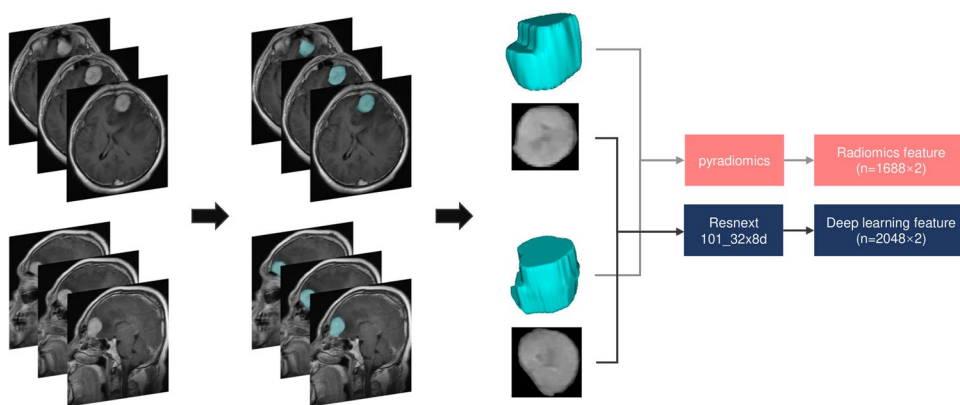 pyradiomics
Radiomics feature
(n=1688×2)
Resnext
101_32x8d
Deep learning feature
(n=2048×2)